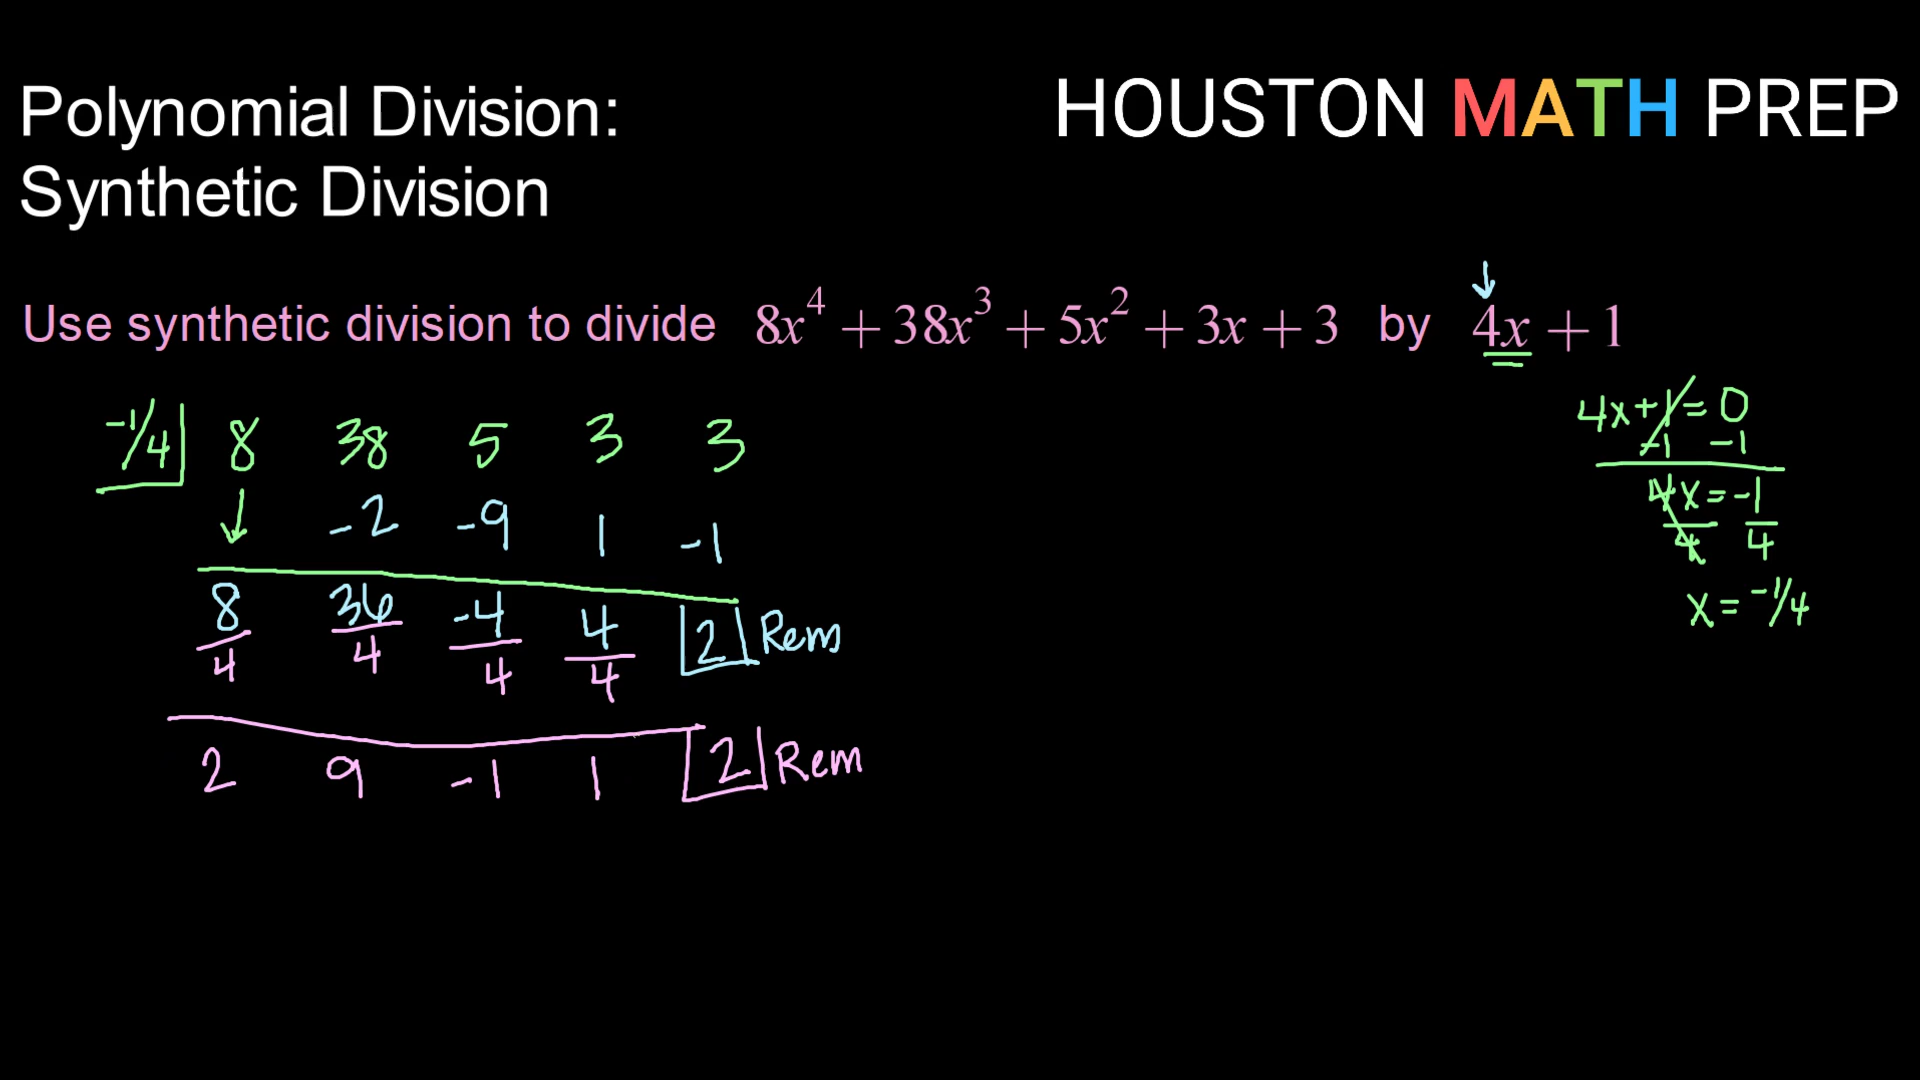 Polynomial Division:
Synthetic Division
HOUSTON MATH PREP
Use synthetic division to divide 8x⁴ + 38x³ + 5x² + 3x + 3 by 4x + 1
-1/4 8 38 5 3 3
-2 -9 1 -1
8/4 36/4 -4/4 4/4 2 Rem
2 9 -1 1 2 Rem
4x+1=0
-1 -1
4x=-1
4 4
x=-1/4